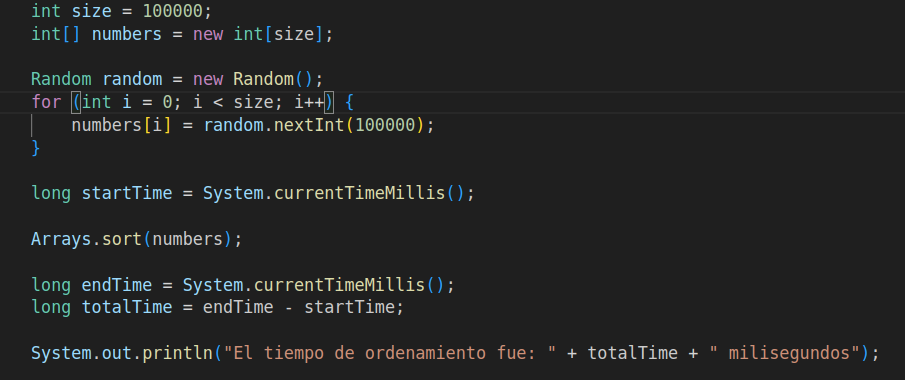 int size = 100000;
int[] numbers = new int[size];
Random random = new Random();
for (int i = 0; i < size; i++) {
numbers[i] = random.nextInt(100000);
}
long startTime = System.currentTimeMillis();
Arrays.sort(numbers);
long endTime = System.currentTimeMillis();
long totalTime = endTime - startTime;
System.out.println("El tiempo de ordenamiento fue: " + totalTime + " milisegundos");